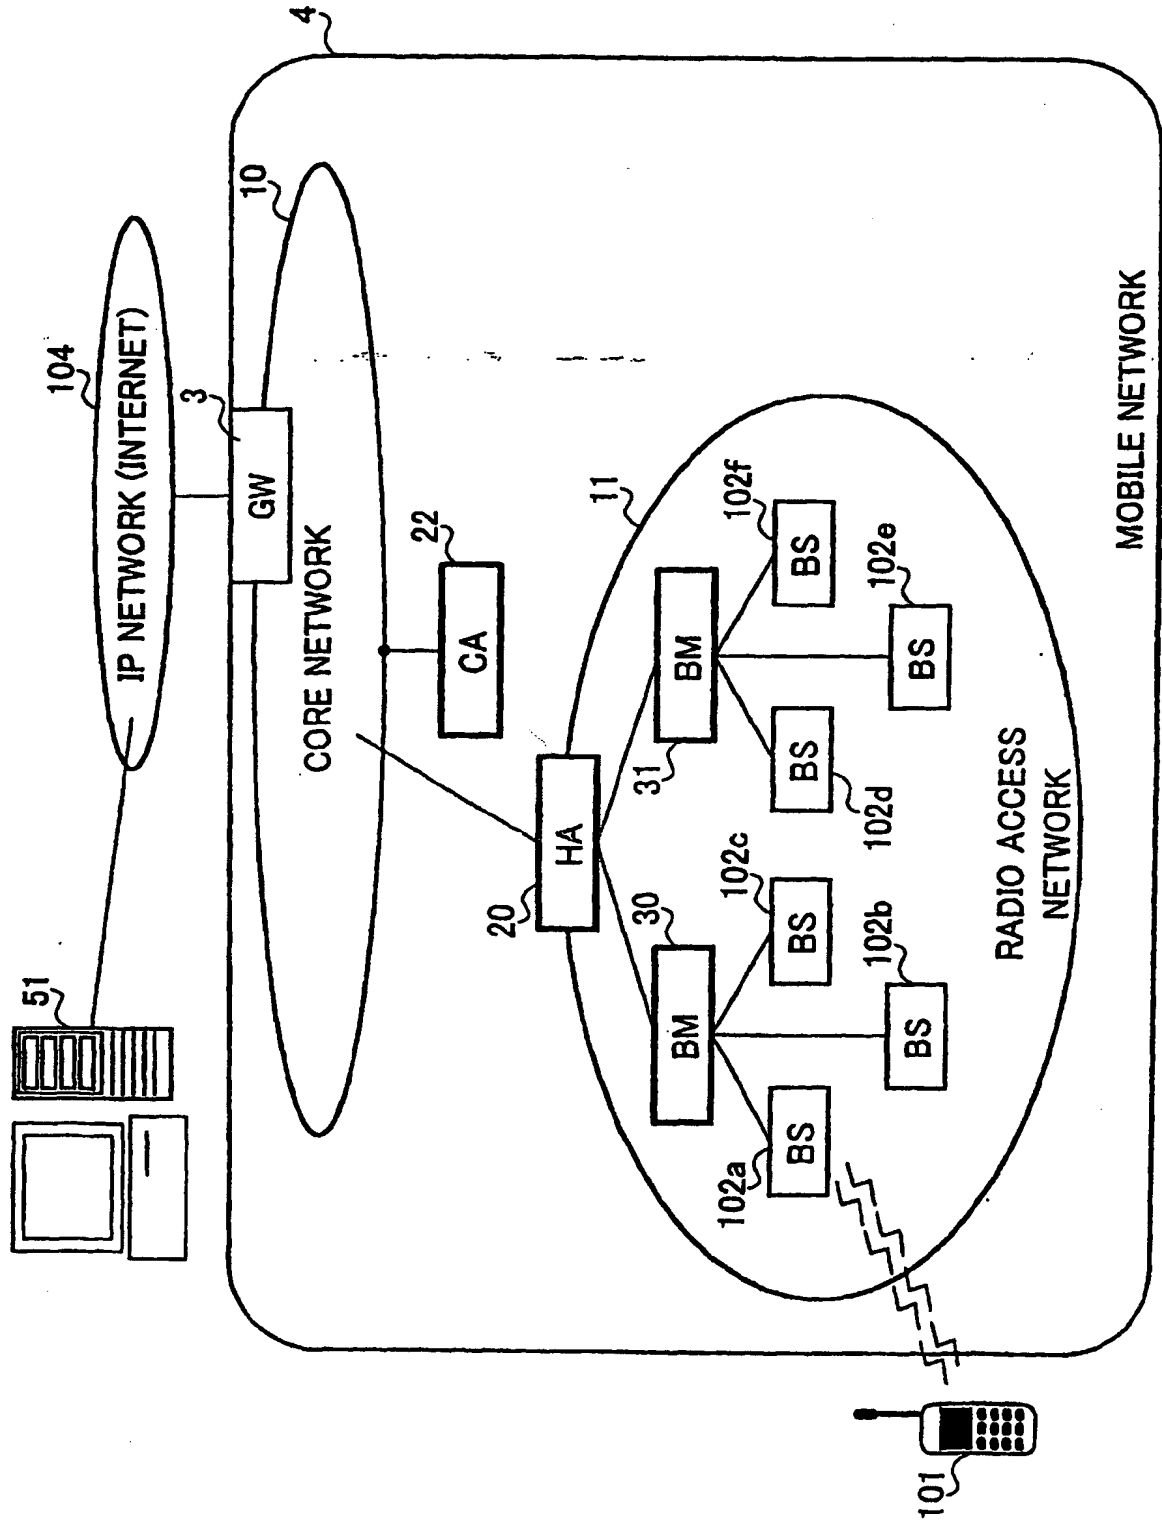 51
104
IP NETWORK (INTERNET)
4
3
GW
10
CORE NETWORK
22
CA
20
HA
11
30
BM
31
BM
102a
BS
102b
BS
102c
BS
102d
BS
102e
BS
102f
BS
RADIO ACCESS
NETWORK
101
MOBILE NETWORK